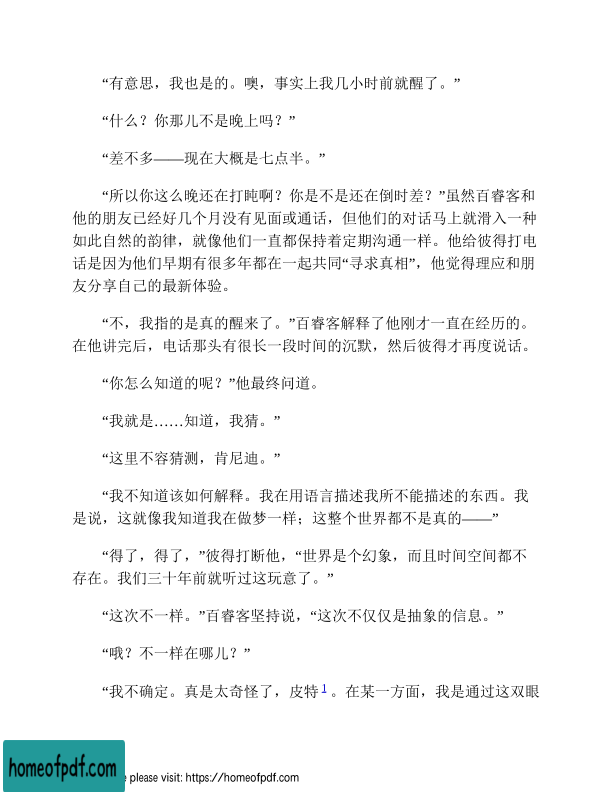 “有意思，我也是的。噢，事实上我几小时前就醒了。”
“什么？你那儿不是晚上吗？”
“差不多——现在大概是七点半。”
“所以你这么晚还在打盹啊？你是不是还在倒时差？”虽然百睿客和
他的朋友已经好几个月没有见面或通话，但他们的对话马上就滑入一种
如此自然的韵律，就像他们一直都保持着定期沟通一样。他给彼得打电
话是因为他们早期有很多年都在一起共同“寻求真相”，他觉得理应和朋
友分享自己的最新体验。
“不，我指的是真的醒来了。”百睿客解释了他刚才一直在经历的。
在他讲完后，电话那头有很长一段时间的沉默，然后彼得才再度说话。
“你怎么知道的呢？”他最终问道。
“我就是……知道，我猜。”
“这里不容猜测，肯尼迪。”
“我不知道该如何解释。我在用语言描述我所不能描述的东西。我
是说，这就像我知道我在做梦一样；这整个世界都不是真的——”
“得了，得了，”彼得打断他，“世界是个幻象，而且时间空间都不
存在。我们三十年前就听过这玩意了。”
“这次不一样。”百睿客坚持说，“这次不仅仅是抽象的信息。”
“哦？不一样在哪儿？”
“我不确定。真是太奇怪了，皮特1。在某一方面，我是通过这双眼
homeofpdf.com
e please visit: https://homeofpdf.com